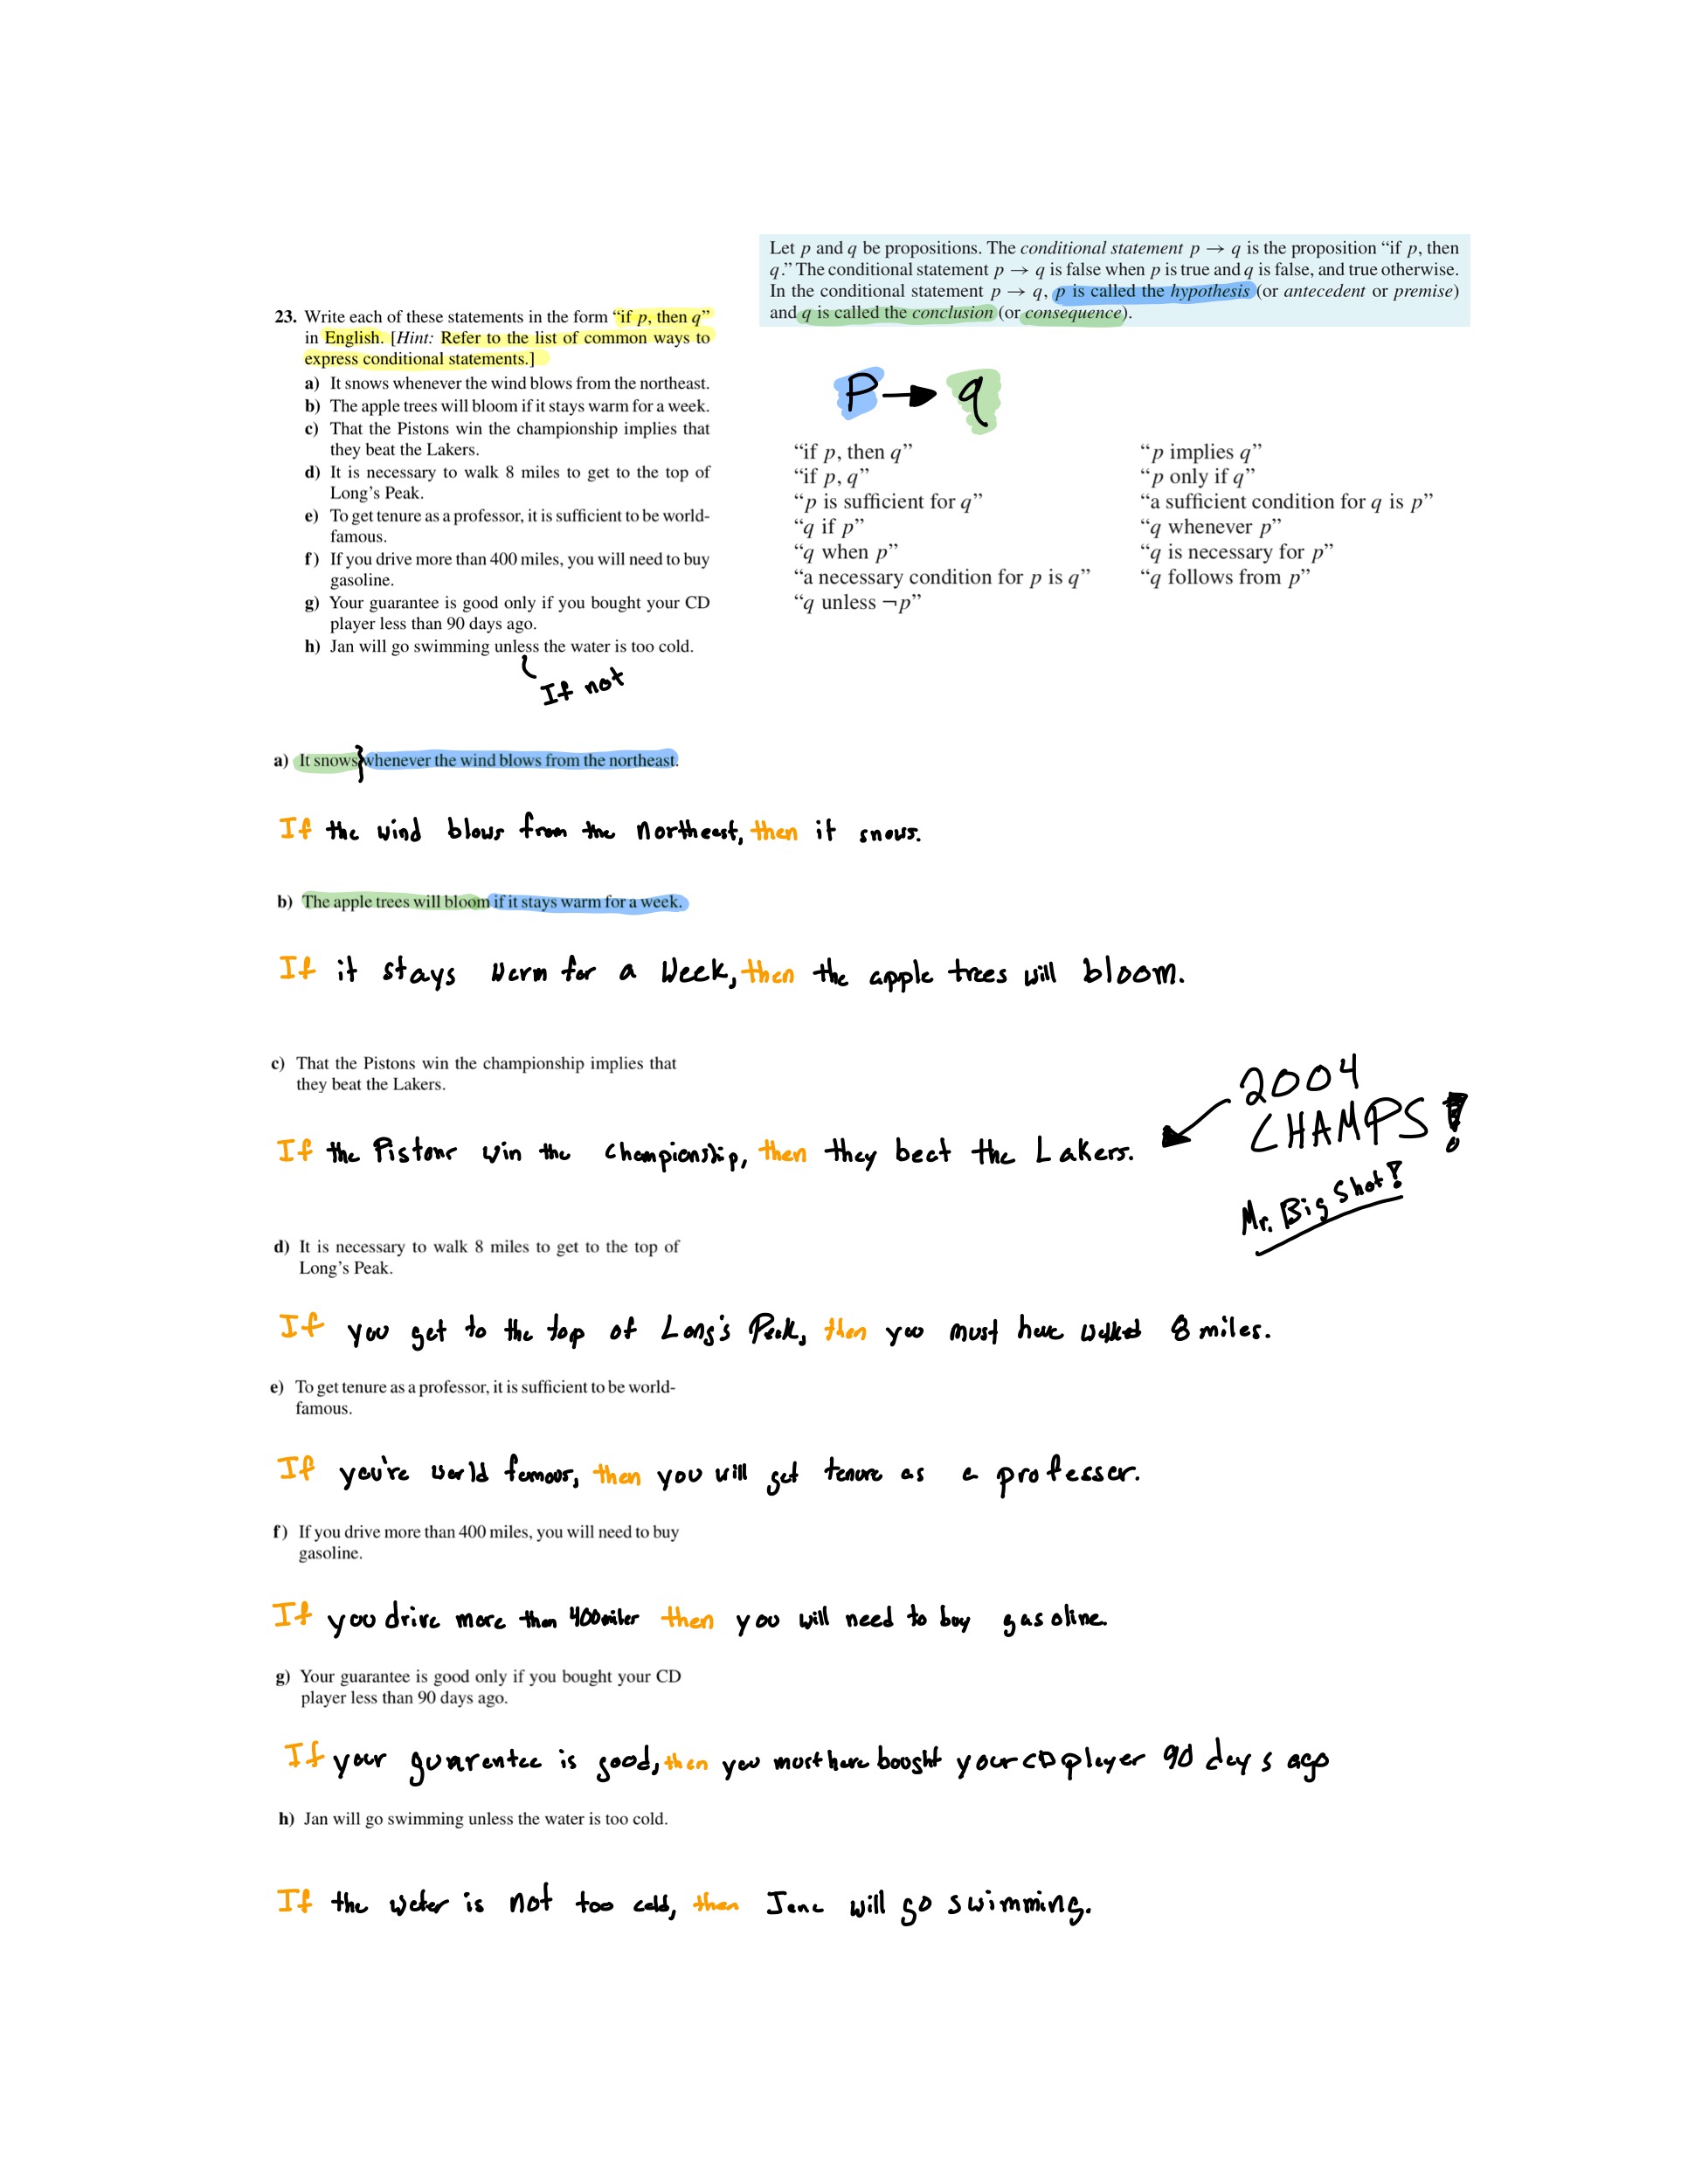 Let p and q be propositions. The conditional statement p → q is the proposition “if p, then
q.” The conditional statement p → q is false when p is true and q is false, and true otherwise.
In the conditional statement p → q, p is called the hypothesis (or antecedent or premise)
and q is called the conclusion (or consequence).
23. Write each of these statements in the form “if p, then q”
in English. [Hint: Refer to the list of common ways to
express conditional statements.]
a) It snows whenever the wind blows from the northeast.
b) The apple trees will bloom if it stays warm for a week.
c) That the Pistons win the championship implies that
they beat the Lakers.
d) It is necessary to walk 8 miles to get to the top of
Long’s Peak.
e) To get tenure as a professor, it is sufficient to be world-
famous.
f) If you drive more than 400 miles, you will need to buy
gasoline.
g) Your guarantee is good only if you bought your CD
player less than 90 days ago.
h) Jan will go swimming unless the water is too cold.
If not
P → q
“if p, then q”
“if p, q”
“p is sufficient for q”
“q if p”
“q when p”
“a necessary condition for p is q”
“q unless ¬p”
“p implies q”
“p only if q”
“a sufficient condition for q is p”
“q whenever p”
“q is necessary for p”
“q follows from p”
a) It snows whenever the wind blows from the northeast.
If the wind blows from the northeast, then it snows.
b) The apple trees will bloom if it stays warm for a week.
If it stays warm for a week, then the apple trees will bloom.
c) That the Pistons win the championship implies that
they beat the Lakers.
If the Pistons win the championship, then they beat the Lakers.
2004
CHAMPS!
Mr. Big Shot!
d) It is necessary to walk 8 miles to get to the top of
Long’s Peak.
If you get to the top of Long's Peak, then you must have walked 8 miles.
e) To get tenure as a professor, it is sufficient to be world-
famous.
If you're world famous, then you will get tenure as a professer.
f) If you drive more than 400 miles, you will need to buy
gasoline.
If you drive more than 400 miles then you will need to buy gasoline.
g) Your guarantee is good only if you bought your CD
player less than 90 days ago.
If your guarentee is good, then you must have bought your CD player 90 days ago
h) Jan will go swimming unless the water is too cold.
If the water is not too cold, then Jane will go swimming.